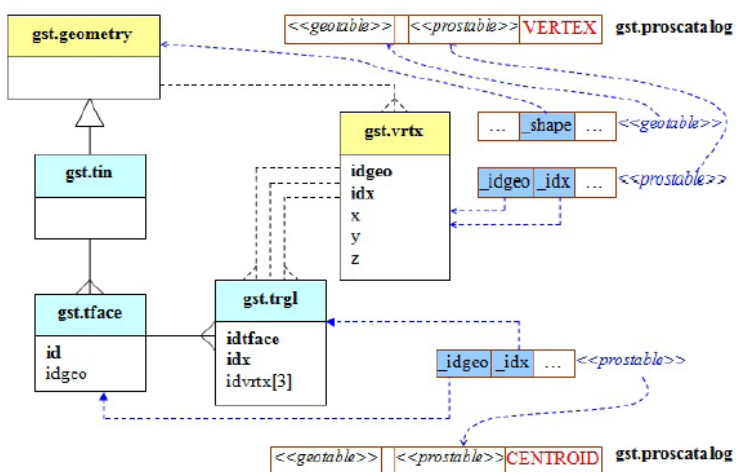 gst.geometry
<<geotable>> <<prostable>> VERTEX gst.proscatalog
gst.vrtx
idgeo
idx
x
y
z
... _shape ... <<geotable>>
_idgeo _idx ... <<prostable>>
gst.tin
gst.tface
id
idgeo
gst.trgl
idtface
idx
idvrtx[3]
_idgeo _idx ... <<prostable>>
<<geotable>> <<prostable>> CENTROID gst.proscatalog